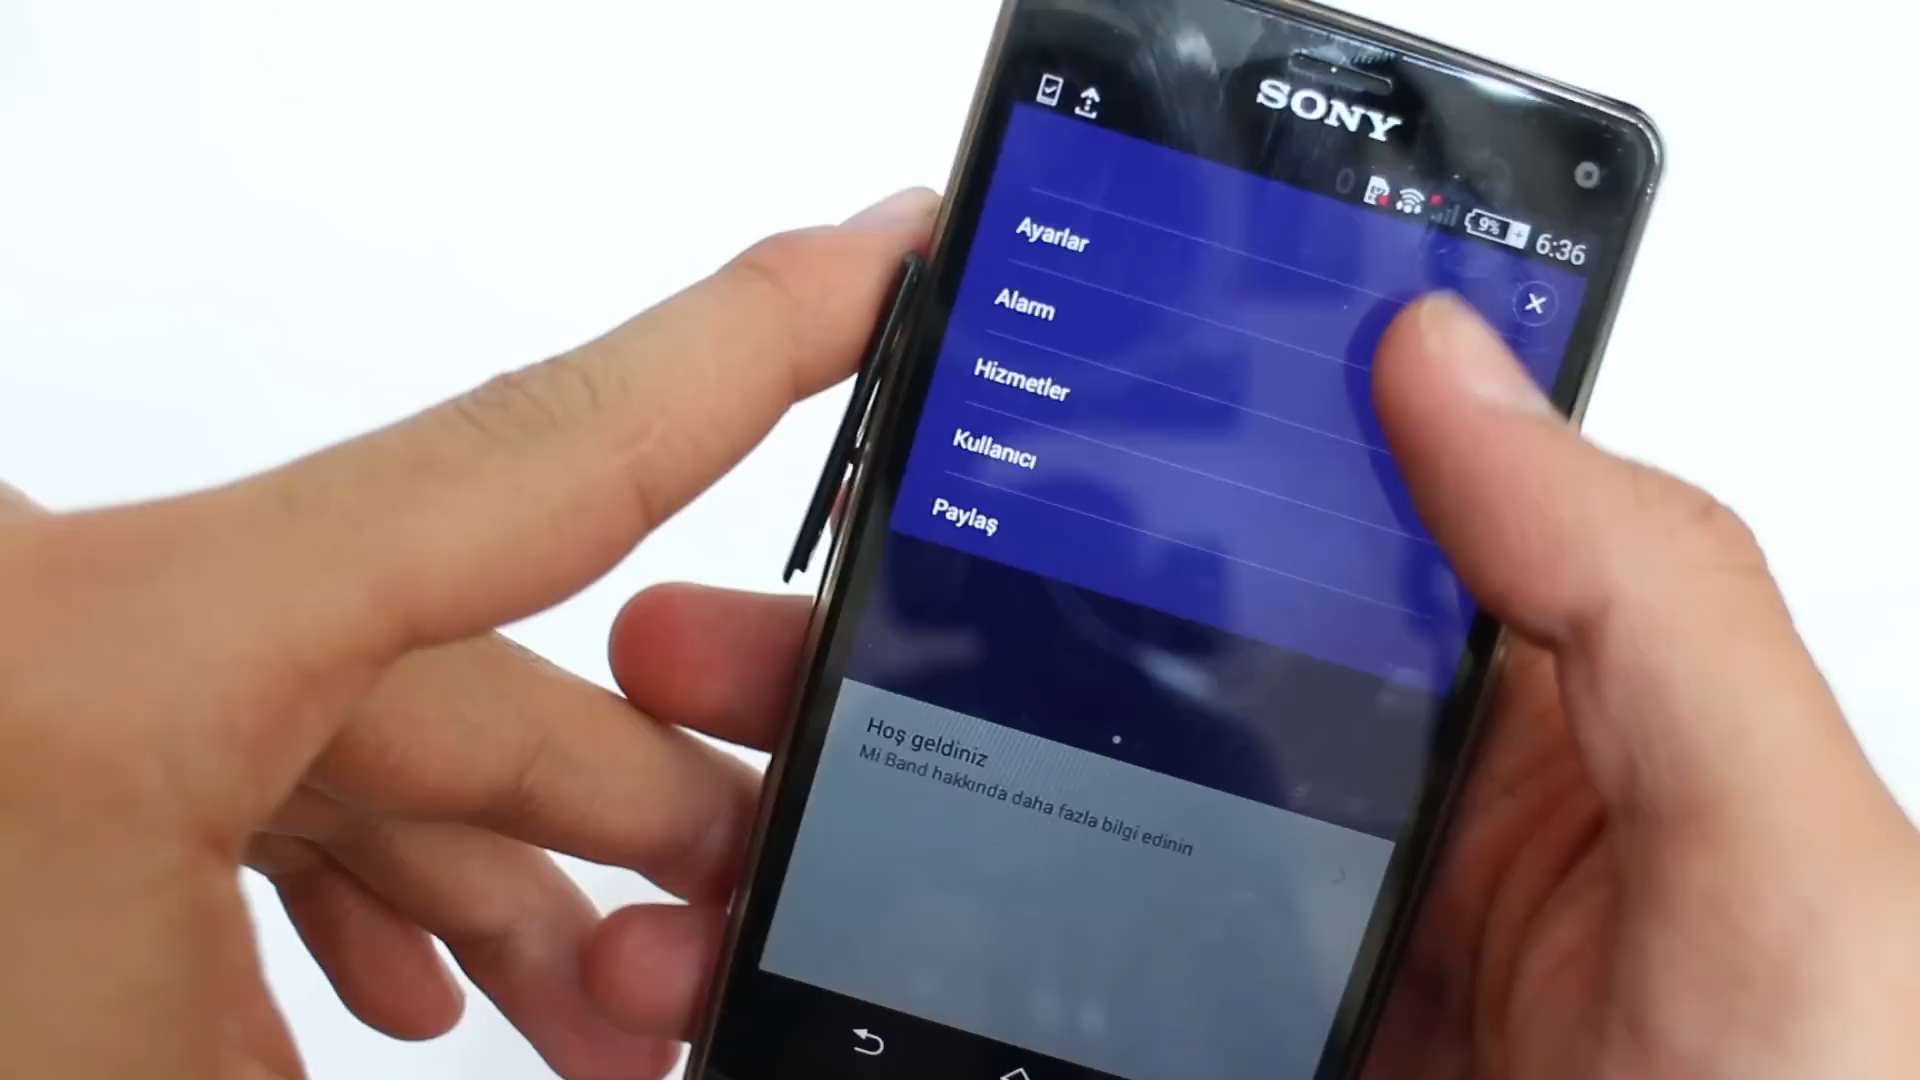 SONY
9%
6:36
Ayarlar
Alarm
Hizmetler
Kullanıcı
Paylaş
Hoş geldiniz
Mi Band hakkında daha fazla bilgi edinin